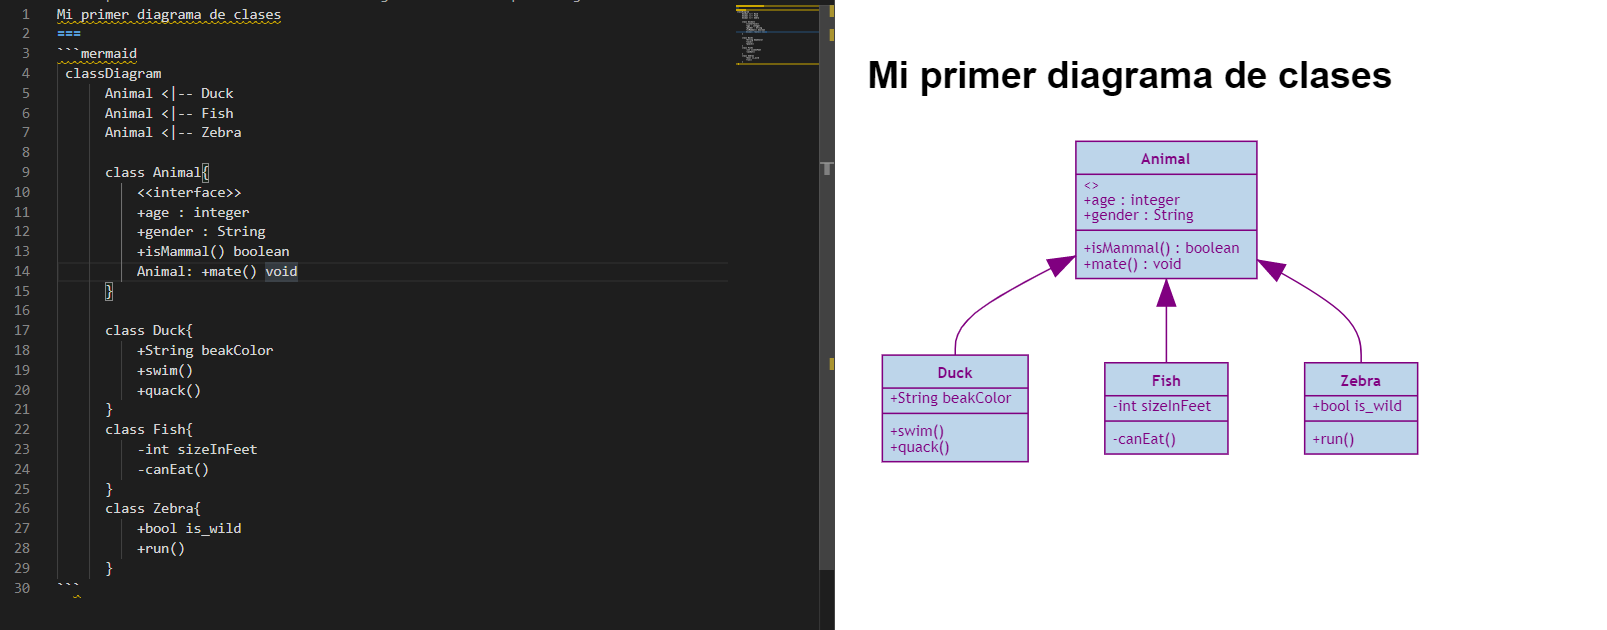 1 Mi primer diagrama de clases
2 ===
3 ```mermaid
4 classDiagram
5 Animal <|-- Duck
6 Animal <|-- Fish
7 Animal <|-- Zebra
8
9 class Animal{
10 <<interface>>
11 +age : integer
12 +gender : String
13 +isMammal() boolean
14 Animal: +mate() void
15 }
16
17 class Duck{
18 +String beakColor
19 +swim()
20 +quack()
21 }
22 class Fish{
23 -int sizeInFeet
24 -canEat()
25 }
26 class Zebra{
27 +bool is_wild
28 +run()
29 }
30 ```
Mi primer diagrama de clases
Animal
<>
+age : integer
+gender : String
+isMammal() : boolean
+mate() : void
Duck
+String beakColor
+swim()
+quack()
Fish
-int sizeInFeet
-canEat()
Zebra
+bool is_wild
+run()